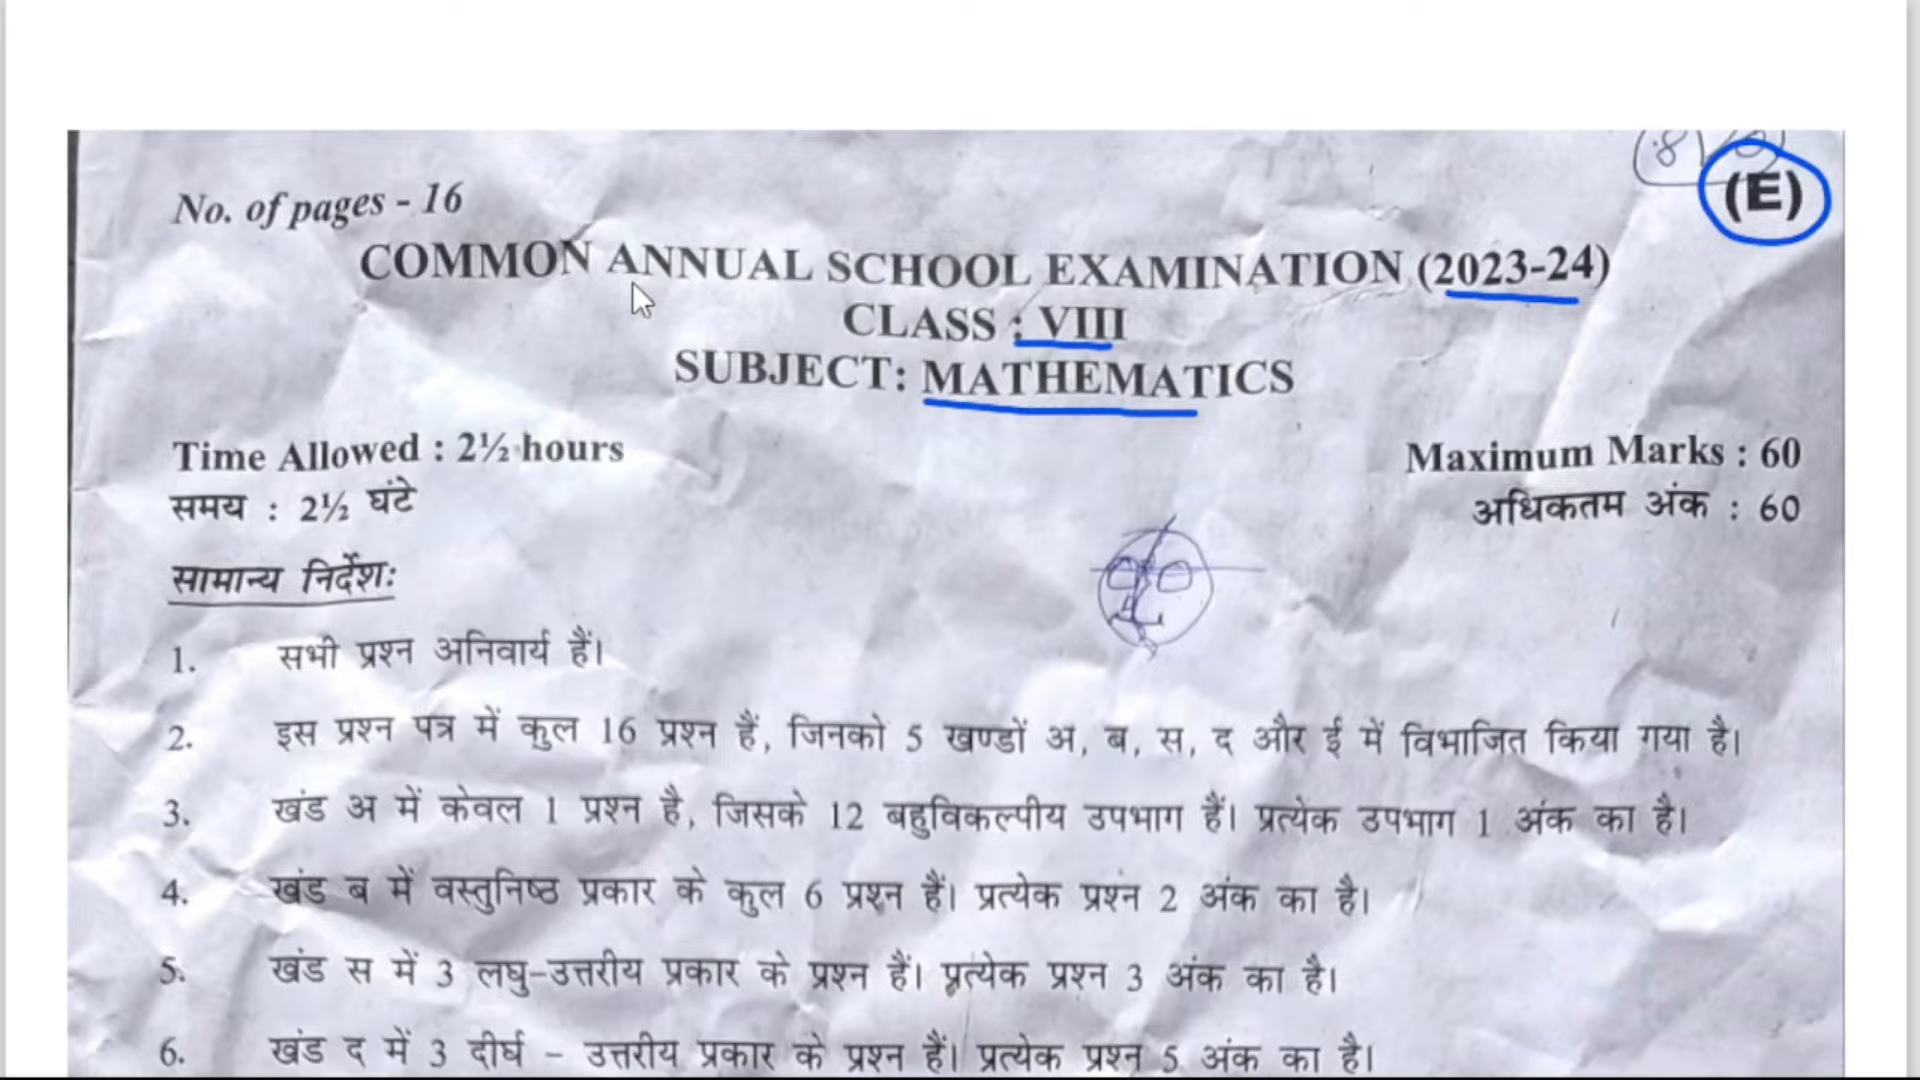 (E)
No. of pages - 16
COMMON ANNUAL SCHOOL EXAMINATION (2023-24)
CLASS : VIII
SUBJECT: MATHEMATICS
Time Allowed : 2½ hours
Maximum Marks : 60
समय : 2½ घंटे
अधिकतम अंक : 60
सामान्य निर्देशः
1. सभी प्रश्न अनिवार्य हैं।
2. इस प्रश्न पत्र में कुल 16 प्रश्न हैं, जिनको 5 खण्डों अ, ब, स, द और ई में विभाजित किया गया है।
3. खंड अ में केवल 1 प्रश्न है, जिसके 12 बहुविकल्पीय उपभाग हैं। प्रत्येक उपभाग 1 अंक का है।
4. खंड ब में वस्तुनिष्ठ प्रकार के कुल 6 प्रश्न हैं। प्रत्येक प्रश्न 2 अंक का है।
5. खंड स में 3 लघु-उत्तरीय प्रकार के प्रश्न हैं। प्रत्येक प्रश्न 3 अंक का है।
6. खंड द में 3 दीर्घ - उत्तरीय प्रकार के प्रश्न हैं। प्रत्येक प्रश्न 5 अंक का है।